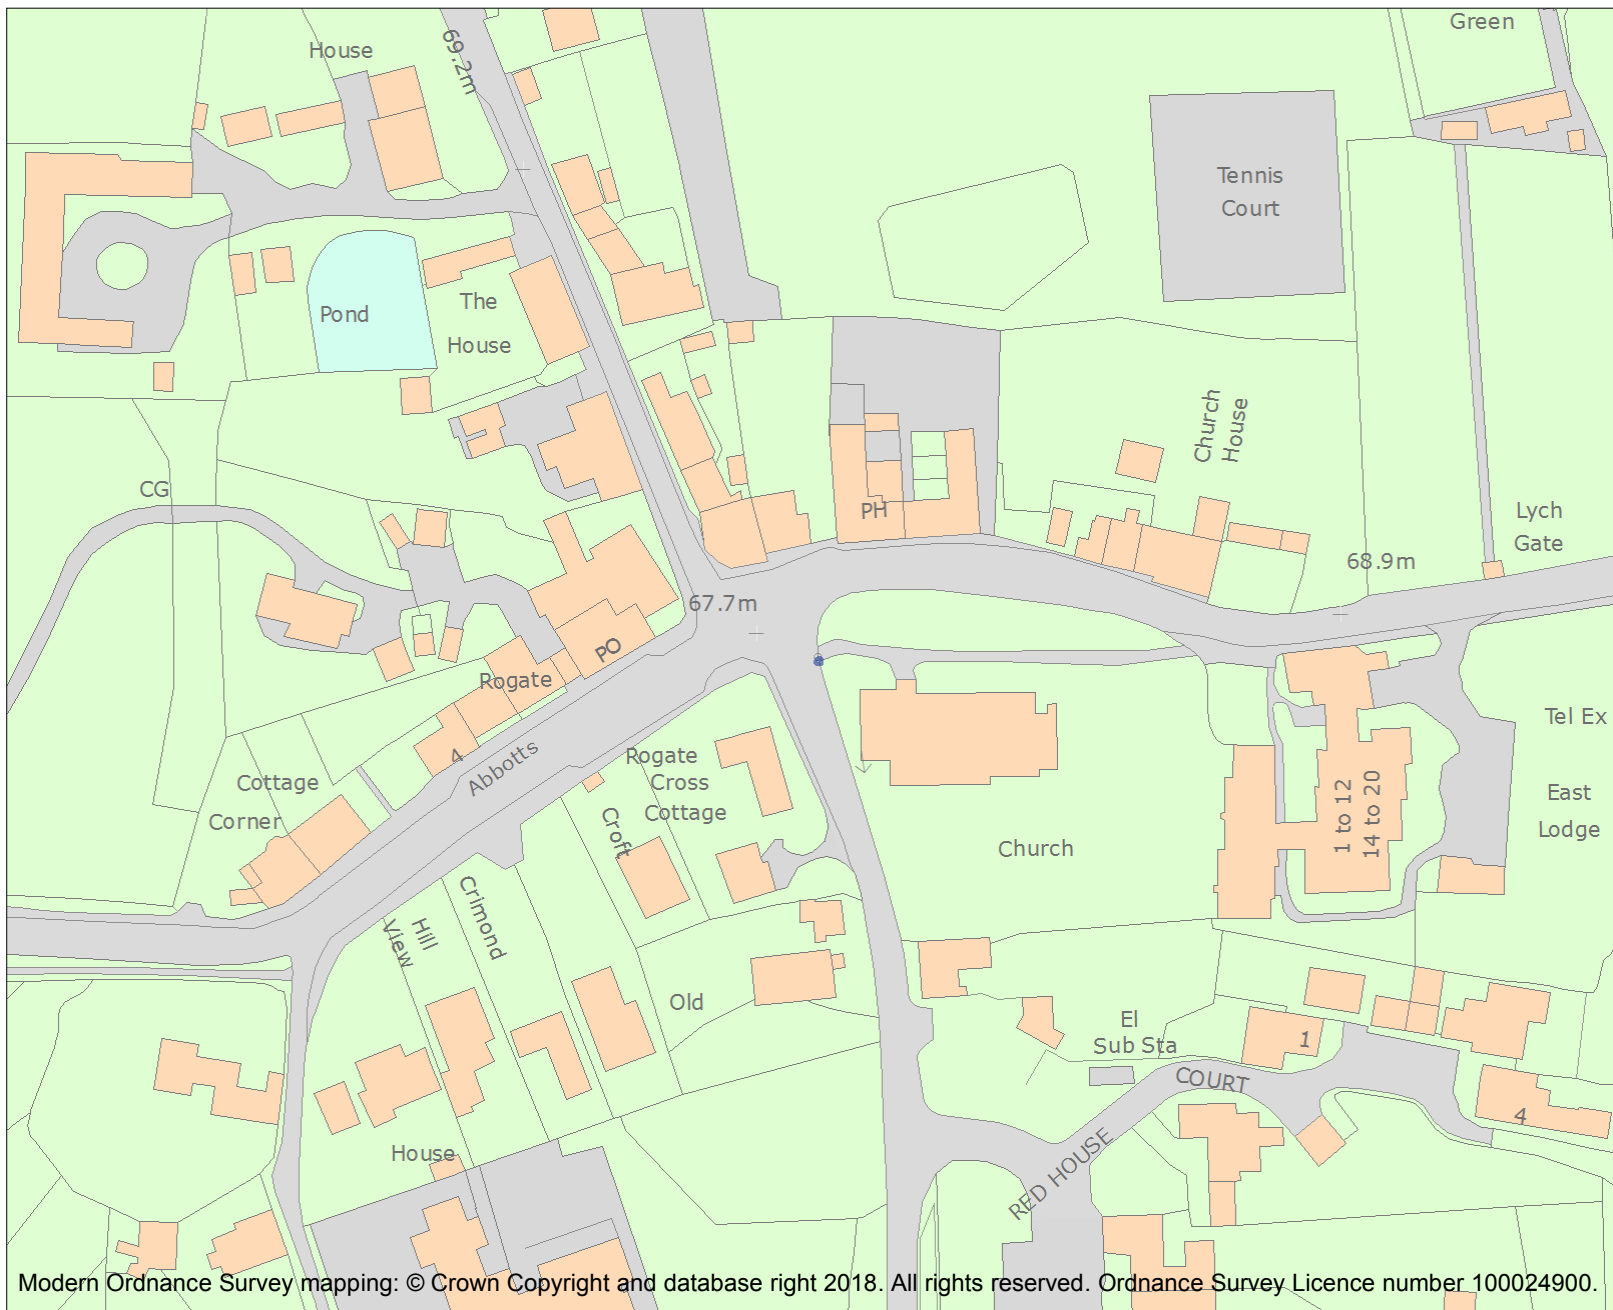 Green
House
69.2m
Tennis
Court
The
House
Pond
Church
House
CG
PH
Lych
Gate
68.9m
67.7m
PO
Rogate
4
Abbotts
Rogate
Cross
Cottage
Cottage
Corner
Croft
Tel Ex
East
Lodge
1 to 12
14 to 20
Church
Crimond
Hill
View
Old
El
Sub Sta
1
COURT
4
RED HOUSE
House
Modern Ordnance Survey mapping: © Crown Copyright and database right 2018. All rights reserved. Ordnance Survey Licence number 100024900.